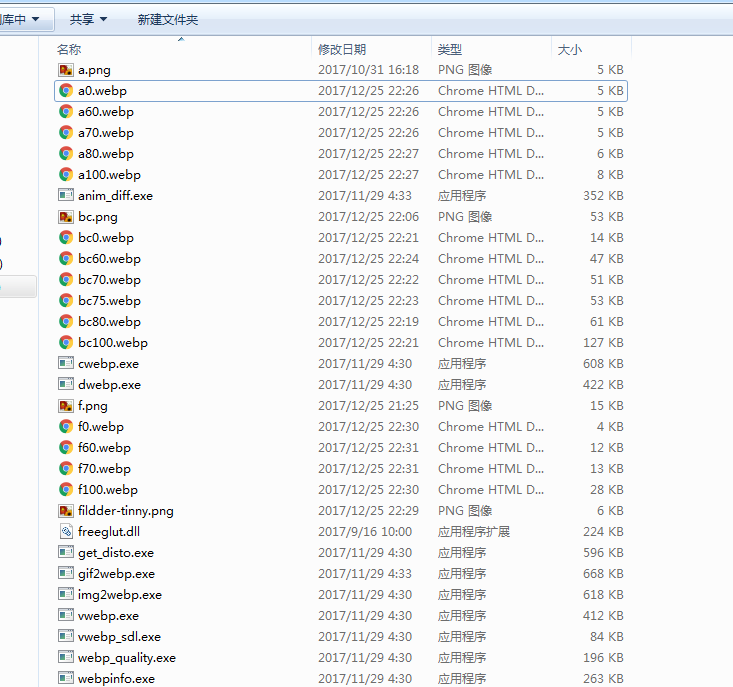 库中 共享 新建文件夹
名称 修改日期 类型 大小
a.png 2017/10/31 16:18 PNG 图像 5 KB
a0.webp 2017/12/25 22:26 Chrome HTML D... 5 KB
a60.webp 2017/12/25 22:26 Chrome HTML D... 5 KB
a70.webp 2017/12/25 22:26 Chrome HTML D... 5 KB
a80.webp 2017/12/25 22:27 Chrome HTML D... 6 KB
a100.webp 2017/12/25 22:27 Chrome HTML D... 8 KB
anim_diff.exe 2017/11/29 4:33 应用程序 352 KB
bc.png 2017/12/25 22:06 PNG 图像 53 KB
bc0.webp 2017/12/25 22:21 Chrome HTML D... 14 KB
bc60.webp 2017/12/25 22:24 Chrome HTML D... 47 KB
bc70.webp 2017/12/25 22:22 Chrome HTML D... 51 KB
bc75.webp 2017/12/25 22:23 Chrome HTML D... 53 KB
bc80.webp 2017/12/25 22:19 Chrome HTML D... 61 KB
bc100.webp 2017/12/25 22:21 Chrome HTML D... 127 KB
cwebp.exe 2017/11/29 4:30 应用程序 608 KB
dwebp.exe 2017/11/29 4:30 应用程序 422 KB
f.png 2017/12/25 21:25 PNG 图像 15 KB
f0.webp 2017/12/25 22:30 Chrome HTML D... 4 KB
f60.webp 2017/12/25 22:31 Chrome HTML D... 12 KB
f70.webp 2017/12/25 22:31 Chrome HTML D... 13 KB
f100.webp 2017/12/25 22:30 Chrome HTML D... 28 KB
fildder-tinny.png 2017/12/25 22:29 PNG 图像 6 KB
freeglut.dll 2017/9/16 10:00 应用程序扩展 224 KB
get_disto.exe 2017/11/29 4:30 应用程序 596 KB
gif2webp.exe 2017/11/29 4:33 应用程序 668 KB
img2webp.exe 2017/11/29 4:30 应用程序 618 KB
vwebp.exe 2017/11/29 4:30 应用程序 412 KB
vwebp_sdl.exe 2017/11/29 4:30 应用程序 84 KB
webp_quality.exe 2017/11/29 4:30 应用程序 196 KB
webpinfo.exe 2017/11/29 4:30 应用程序 263 KB